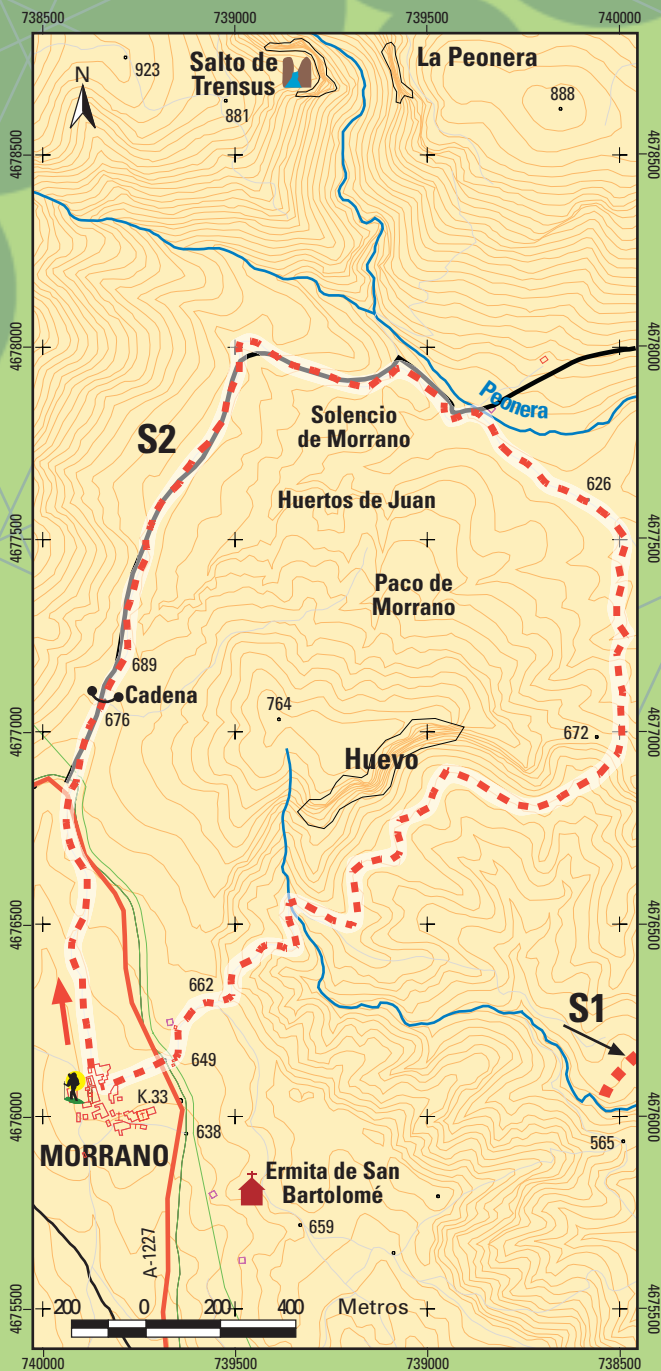 738500 739000 739500 740000
4678500
4678500
N
923
Salto de
Trensus
881
La Peonera
888
4678000
4678000
Peonera
Solencio
de Morrano
S2
Huertos de Juan
626
4677500
4677500
Paco de
Morrano
689
Cadena
676
764
672
4677000
4677000
Huevo
4676500
4676500
662
S1
649
K.33
4676000
4676000
638
565
MORRANO
Ermita de San
Bartolomé
659
A-1227
200 0 200 400 Metros
4675500
4675500
740000 739500 739000 738500